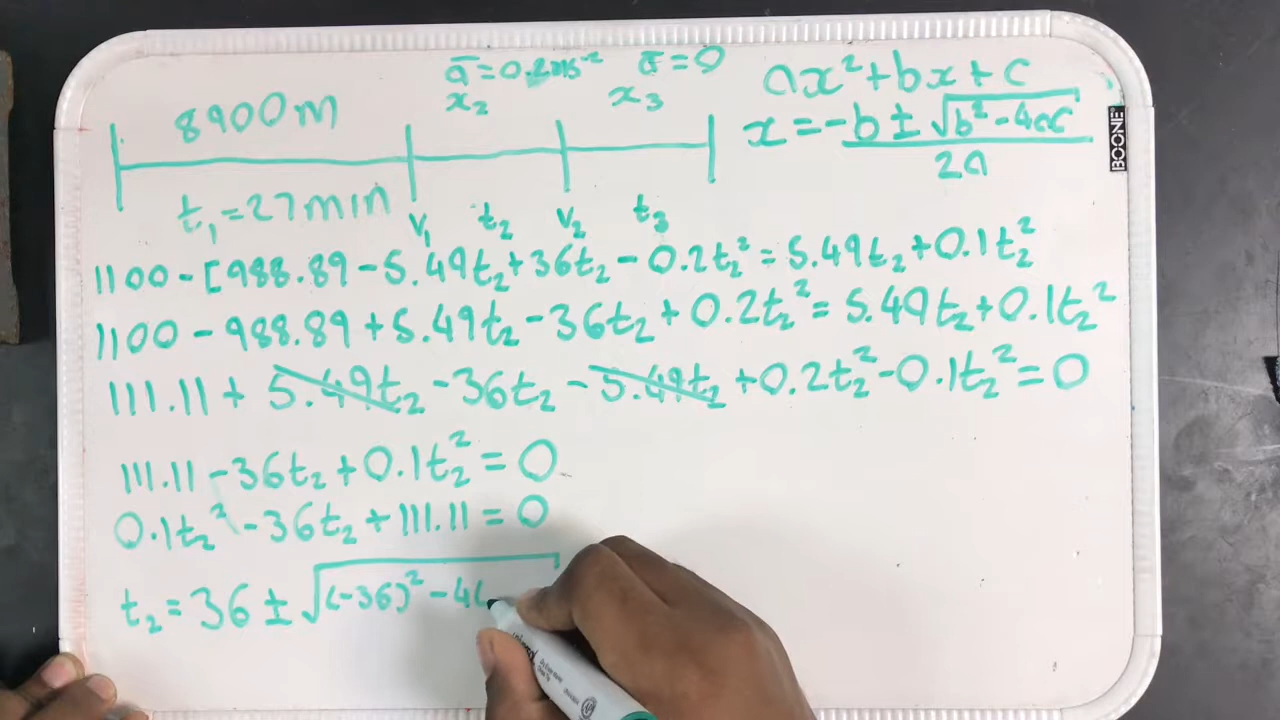 ā = 0.2ms⁻² ā = 0
x₂ x₃
8900m
t₁ = 27min
v₁ t₂ v₂ t₃
ax² + bx + c
x = -b ± √b² - 4ac
2a
BOONE
1100 - [988.89 - 5.49t₂ + 36t₂ - 0.2t₂² = 5.49t₂ + 0.1t₂²
1100 - 988.89 + 5.49t₂ - 36t₂ + 0.2t₂² = 5.49t₂ + 0.1t₂²
111.11 + 5.49t₂ - 36t₂ - 5.49t₂ + 0.2t₂² - 0.1t₂² = 0
111.11 - 36t₂ + 0.1t₂² = 0
0.1t₂² - 36t₂ + 111.11 = 0
t₂ = 36 ± √(-36)² - 4(